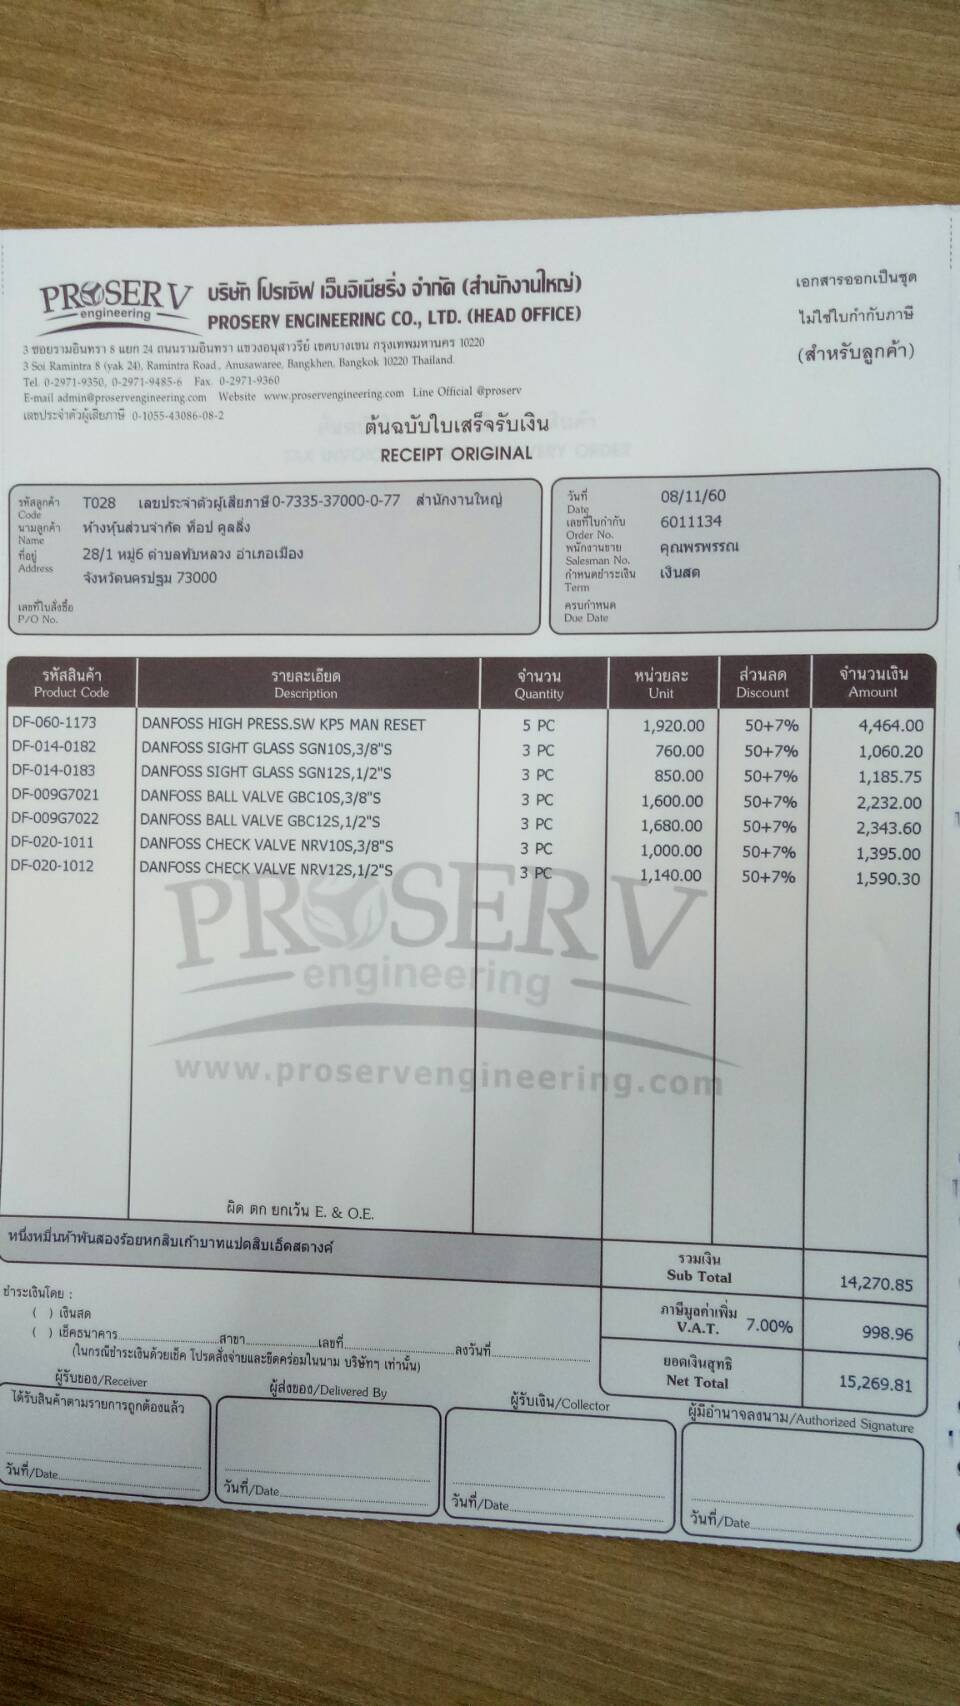 PROSERV
engineering
บริษัท โปรเซิฟ เอ็นจิเนียริ่ง จำกัด (สำนักงานใหญ่)
PROSERV ENGINEERING CO., LTD. (HEAD OFFICE)
3 ซอยรามอินทรา 8 แยก 24 ถนนรามอินทรา แขวงอนุสาวรีย์ เขตบางเขน กรุงเทพมหานคร 10220
3 Soi Ramintra 8 (yak 24), Ramintra Road., Anusawaree, Bangkhen, Bangkok 10220 Thailand.
Tel. 0-2971-9350, 0-2971-9485-6 Fax. 0-2971-9360
E-mail admin@proservengineering.com Website www.proservengineering.com Line Official @proserv
เลขประจำตัวผู้เสียภาษี 0-1055-43086-08-2
เอกสารออกเป็นชุด
ไม่ใช่ใบกำกับภาษี
(สำหรับลูกค้า)
ต้นฉบับใบเสร็จรับเงิน
RECEIPT ORIGINAL
รหัสลูกค้า T028 เลขประจำตัวผู้เสียภาษี 0-7335-37000-0-77 สำนักงานใหญ่
Code
นามลูกค้า ห้างหุ้นส่วนจำกัด ท็อป คูลลิ่ง
Name
ที่อยู่ 28/1 หมู่6 ตำบลทัพหลวง อำเภอเมือง
Address
จังหวัดนครปฐม 73000
เลขที่ใบสั่งซื้อ
P/O No.
วันที่ 08/11/60
Date
เลขที่ใบกำกับ 6011134
Order No.
พนักงานขาย คุณพรพรรณ
Salesman No.
กำหนดชำระเงิน เงินสด
Term
ครบกำหนด
Due Date
รหัสสินค้า รายละเอียด จำนวน หน่วยละ ส่วนลด จำนวนเงิน
Product Code Description Quantity Unit Discount Amount
DF-060-1173 DANFOSS HIGH PRESS.SW KP5 MAN RESET 5 PC 1,920.00 50+7% 4,464.00
DF-014-0182 DANFOSS SIGHT GLASS SGN10S,3/8"S 3 PC 760.00 50+7% 1,060.20
DF-014-0183 DANFOSS SIGHT GLASS SGN12S,1/2"S 3 PC 850.00 50+7% 1,185.75
DF-009G7021 DANFOSS BALL VALVE GBC10S,3/8"S 3 PC 1,600.00 50+7% 2,232.00
DF-009G7022 DANFOSS BALL VALVE GBC12S,1/2"S 3 PC 1,680.00 50+7% 2,343.60
DF-020-1011 DANFOSS CHECK VALVE NRV10S,3/8"S 3 PC 1,000.00 50+7% 1,395.00
DF-020-1012 DANFOSS CHECK VALVE NRV12S,1/2"S 3 PC 1,140.00 50+7% 1,590.30
PROSERV
engineering
www.proservengineering.com
ผิด ตก ยกเว้น E. & O.E.
หนึ่งหมื่นห้าพันสองร้อยหกสิบเก้าบาทแปดสิบเอ็ดสตางค์
รวมเงิน
Sub Total 14,270.85
ภาษีมูลค่าเพิ่ม
V.A.T. 7.00% 998.96
ยอดเงินสุทธิ
Net Total 15,269.81
ชำระเงินโดย :
( ) เงินสด
( ) เช็คธนาคาร สาขา เลขที่ ลงวันที่
(ในกรณีชำระเงินด้วยเช็ค โปรดสั่งจ่ายและขีดคร่อมในนาม บริษัทฯ เท่านั้น)
ผู้รับของ/Receiver
ได้รับสินค้าตามรายการถูกต้องแล้ว
วันที่/Date
ผู้ส่งของ/Delivered By
วันที่/Date
ผู้รับเงิน/Collector
วันที่/Date
ผู้มีอำนาจลงนาม/Authorized Signature
วันที่/Date